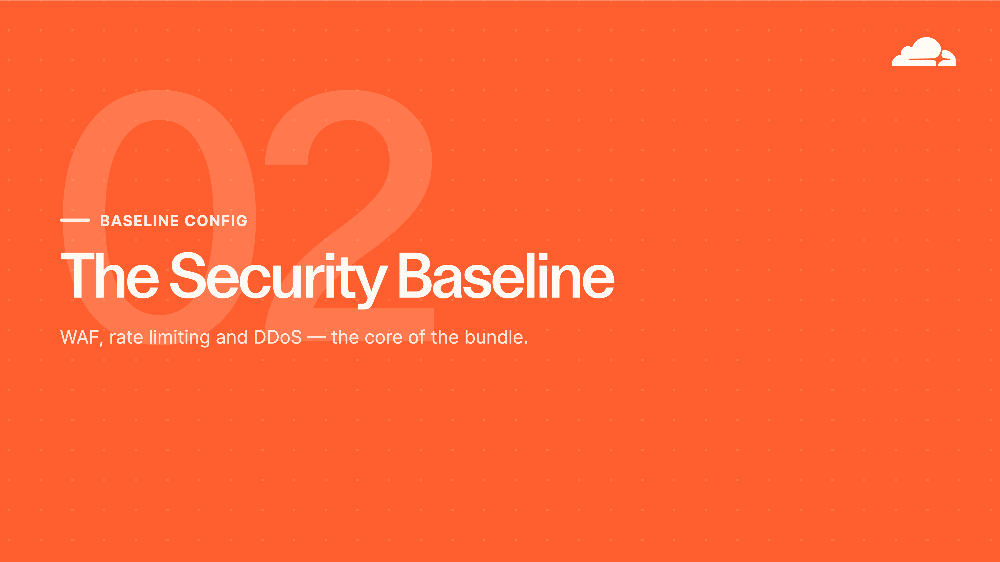 02
BASELINE CONFIG
The Security Baseline
WAF, rate limiting and DDoS — the core of the bundle.